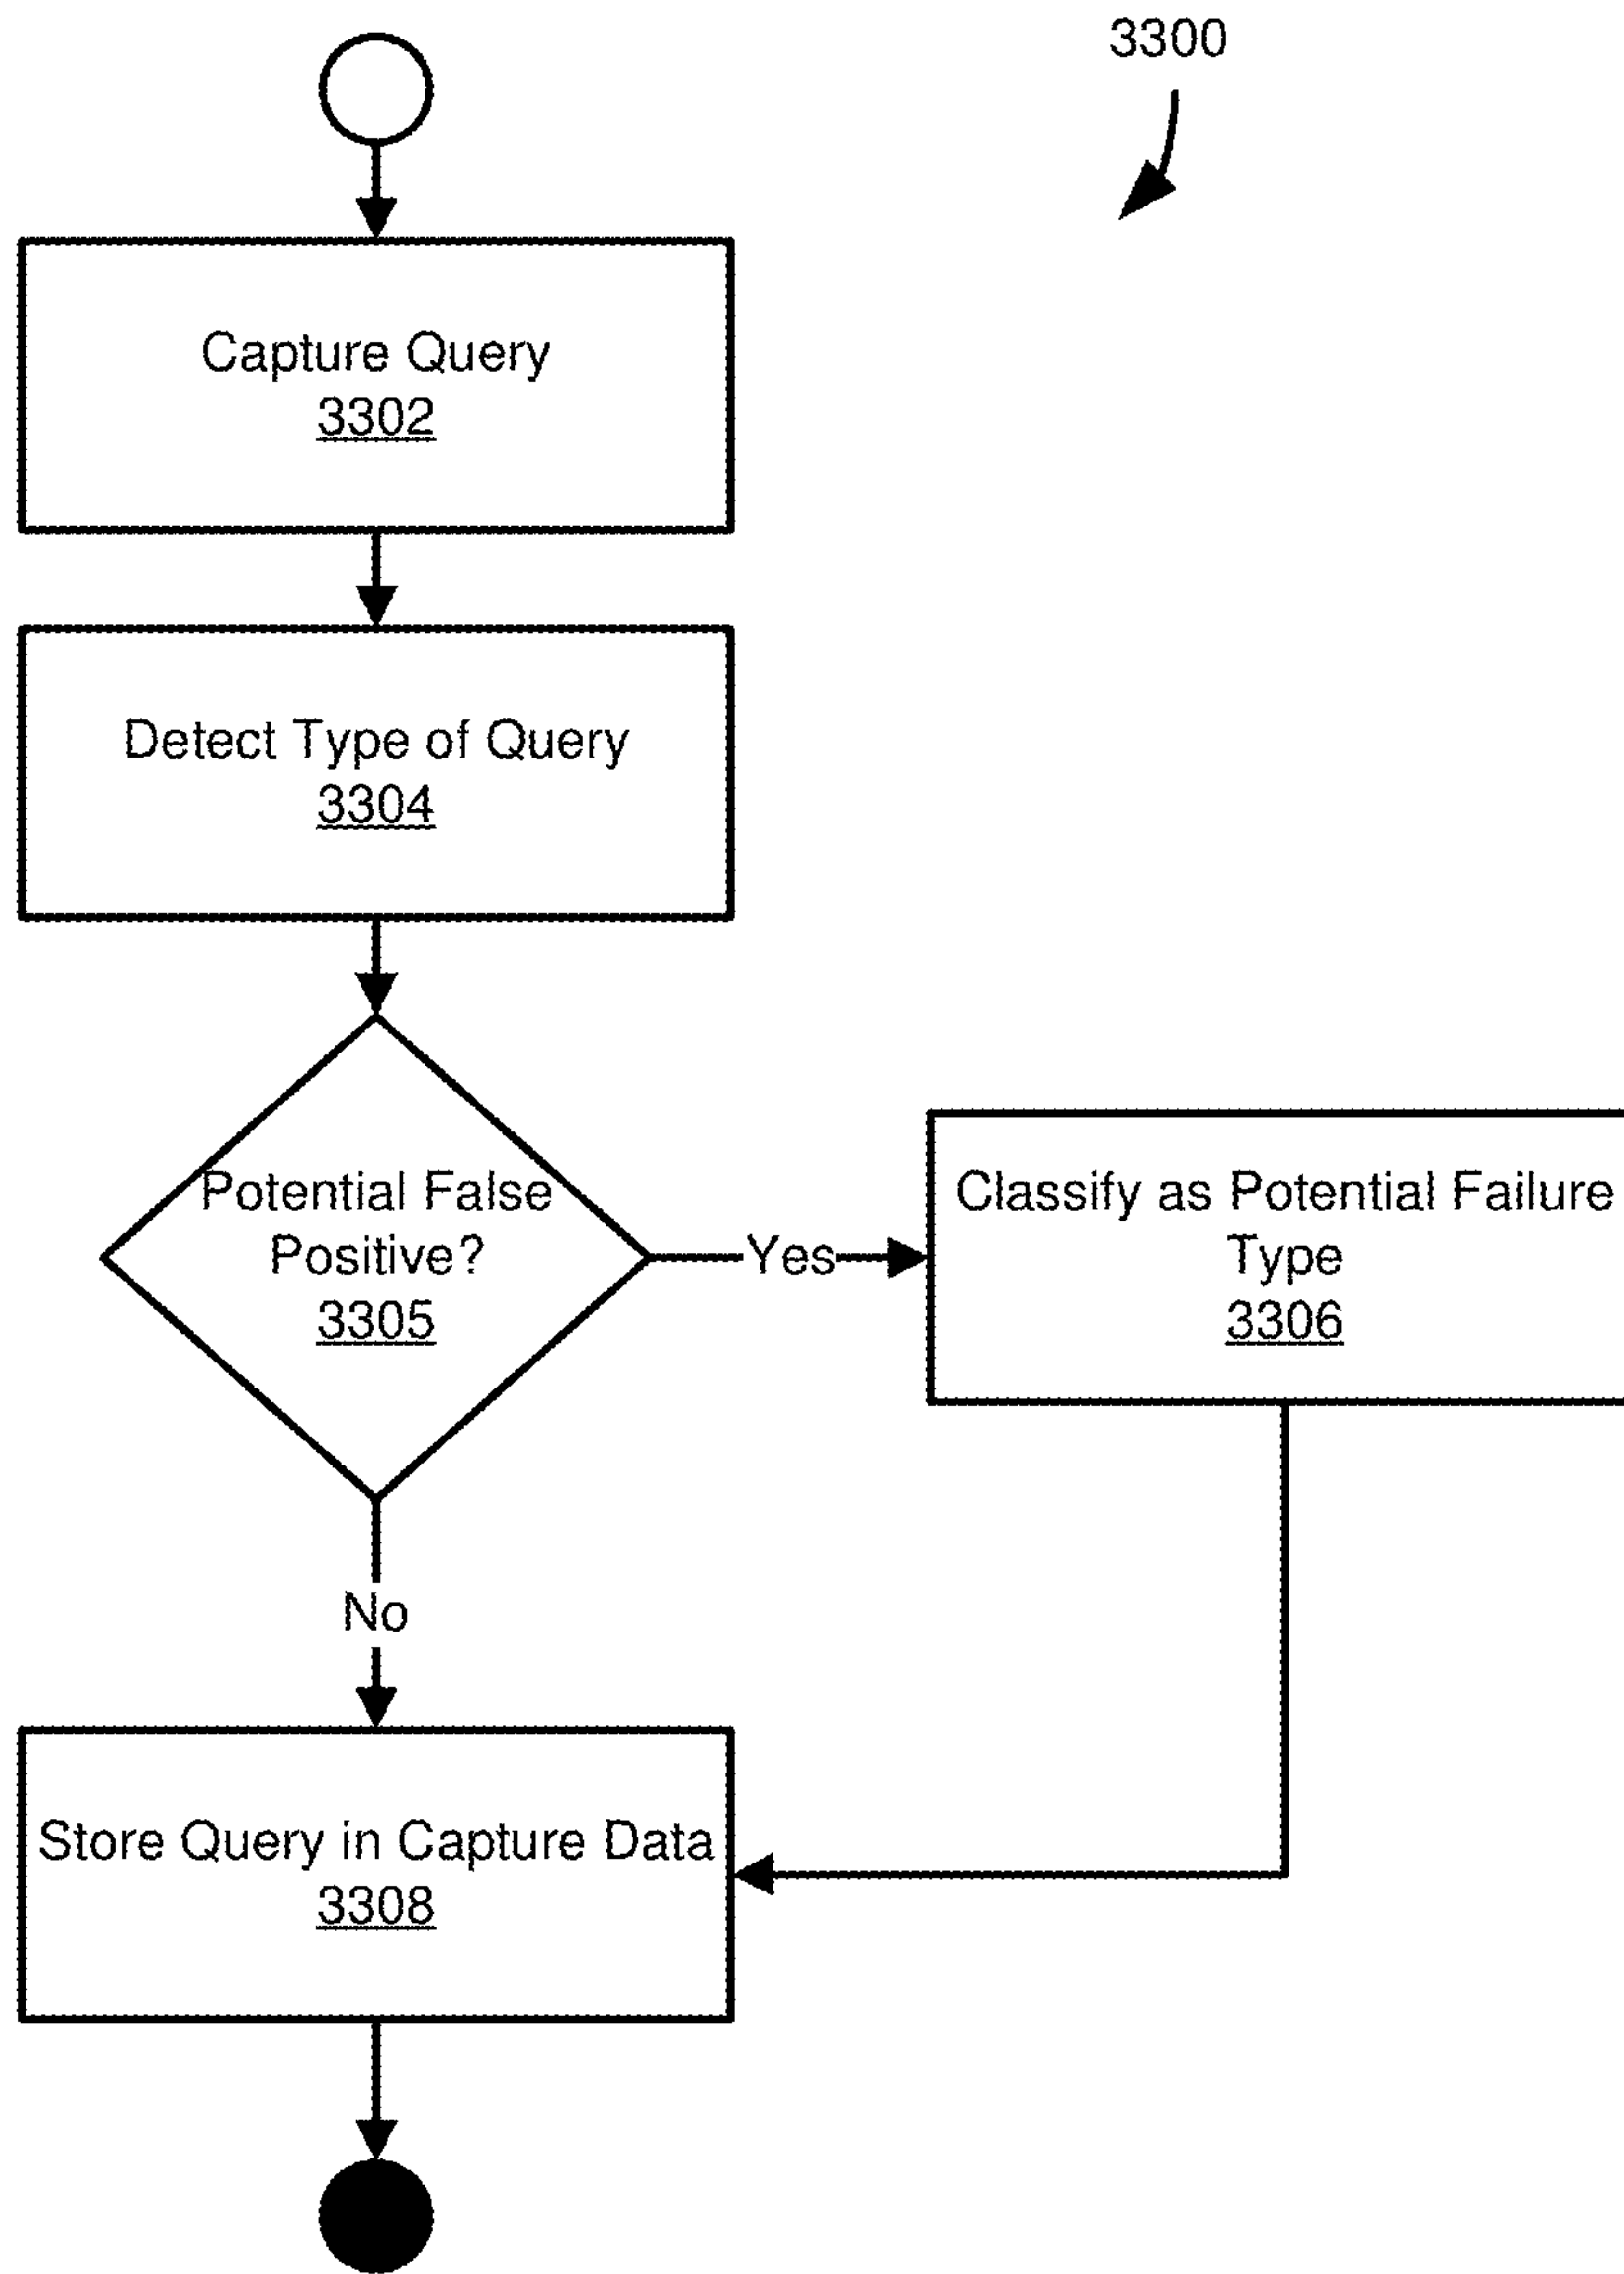 3300
Capture Query
3302
Detect Type of Query
3304
Potential False
Positive?
3305
Yes
Classify as Potential Failure
Type
3306
No
Store Query in Capture Data
3308